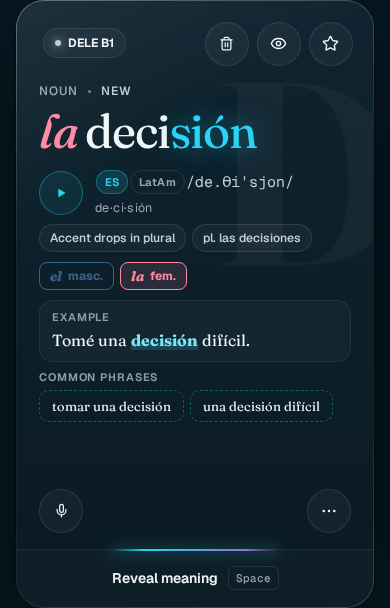 DELE B1
NOUN • NEW
la decisión
ES LatAm /de.θi'sjon/
de·ci·sión
Accent drops in plural pl. las decisiones
el masc. la fem.
EXAMPLE
Tomé una decisión difícil.
COMMON PHRASES
tomar una decisión una decisión difícil
Reveal meaning Space
D